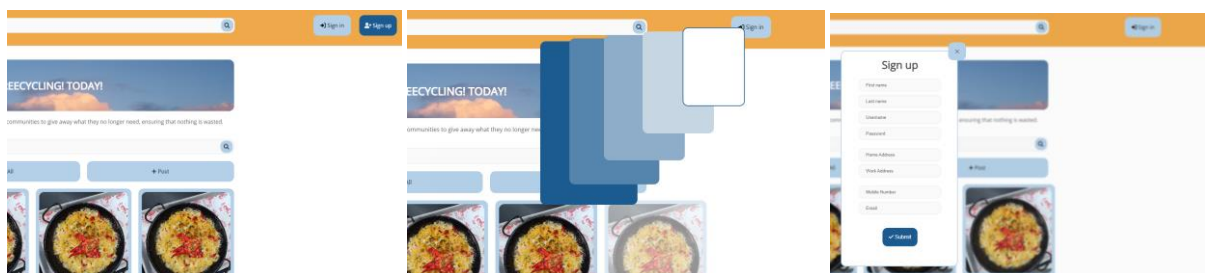 Sign in
Sign up
EECYCLING! TODAY!
communities to give away what they no longer need, ensuring that nothing is wasted.
All
+ Post
Sign in
EECYCLING! TODAY!
communities to give away what they no longer nee
All
Sign in
×
Sign up
First name
Last name
Username
Password
Home Address
Work Address
Mobile Number
Email
Submit
EE
ensuring that nothing is wasted.
+ Post